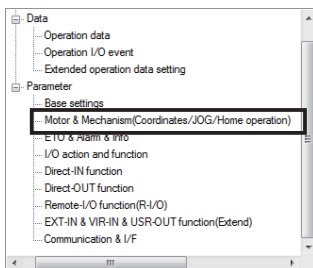 Data
Operation data
Operation I/O event
Extended operation data setting
Parameter
Base settings
Motor & Mechanism(Coordinates/JOG/Home operation)
ETO & Alarm & Info
I/O action and function
Direct-IN function
Direct-OUT function
Remote-I/O function(R-I/O)
EXT-IN & VIR-IN & USR-OUT function(Extend)
Communication & I/F